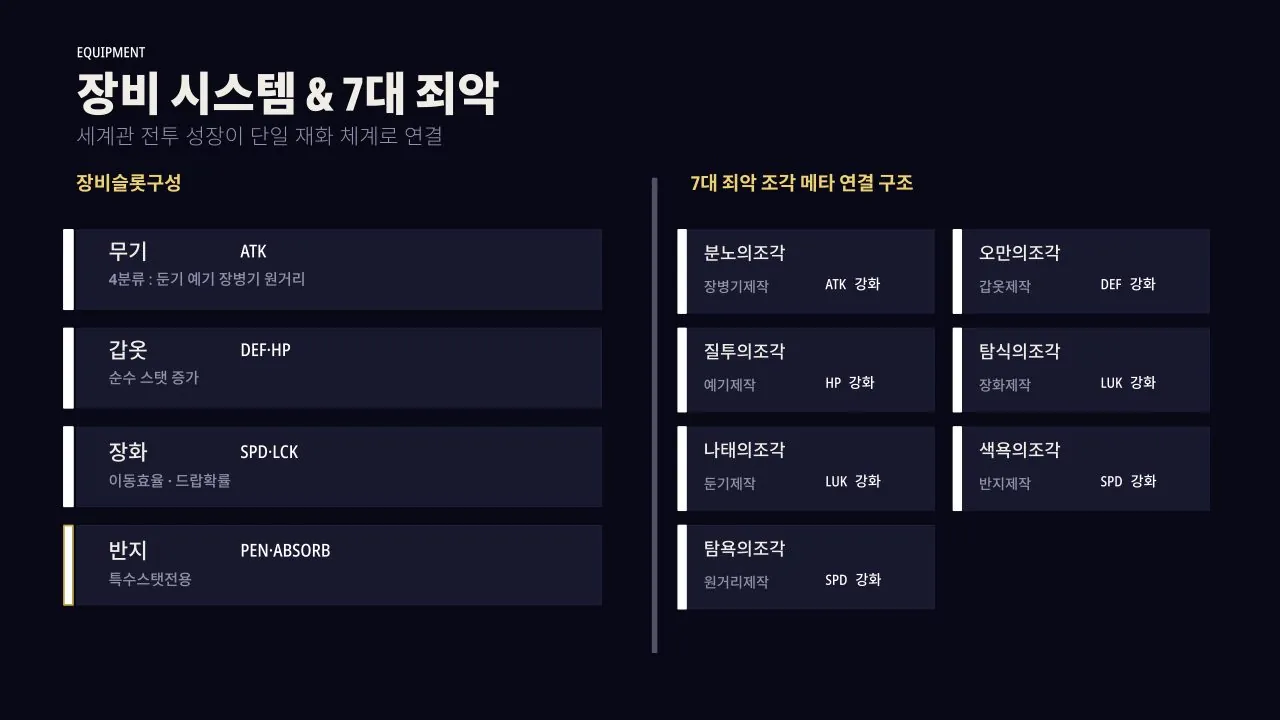 EQUIPMENT
장비 시스템 & 7대 죄악
세계관 전투 성장이 단일 재화 체계로 연결
장비슬롯구성
무기 ATK
4분류 : 둔기 예기 장병기 원거리
갑옷 DEF·HP
순수 스탯 증가
장화 SPD·LCK
이동효율 · 드랍확률
반지 PEN·ABSORB
특수스탯전용
7대 죄악 조각 메타 연결 구조
분노의조각
장병기제작 ATK 강화
오만의조각
갑옷제작 DEF 강화
질투의조각
예기제작 HP 강화
탐식의조각
장화제작 LUK 강화
나태의조각
둔기제작 LUK 강화
색욕의조각
반지제작 SPD 강화
탐욕의조각
원거리제작 SPD 강화